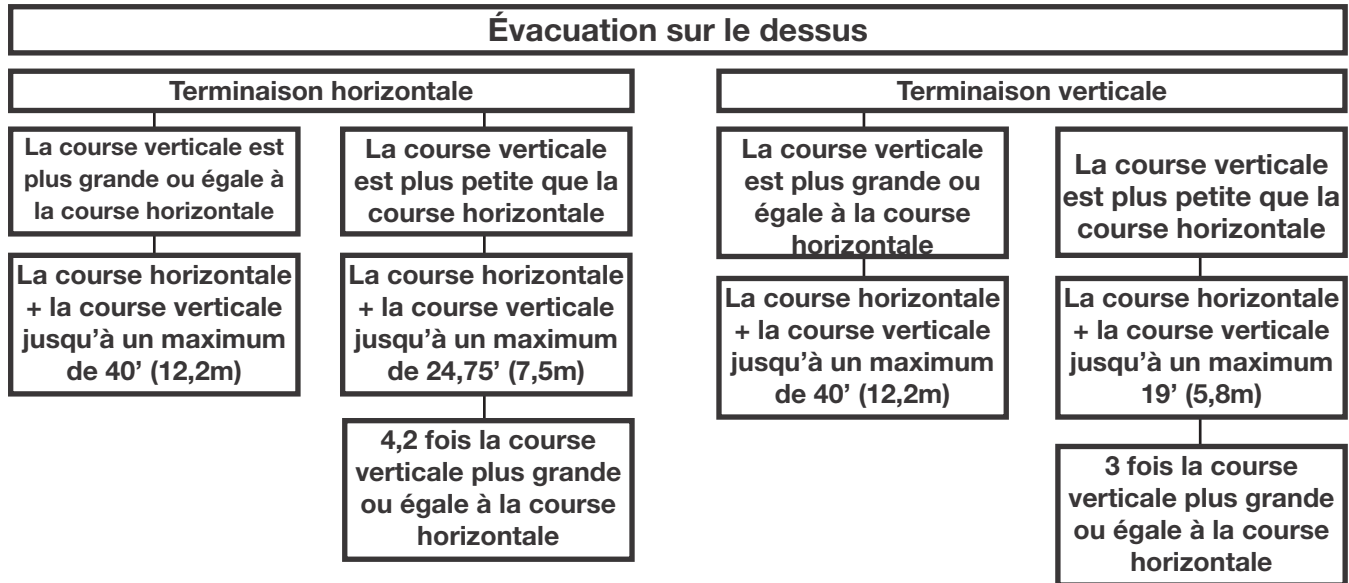 Évacuation sur le dessus
Terminaison horizontale
La course verticale est
plus grande ou égale à
la course horizontale
La course horizontale
+ la course verticale
jusqu'à un maximum
de 40' (12,2m)
La course verticale
est plus petite que la
course horizontale
La course horizontale
+ la course verticale
jusqu'à un maximum
de 24,75' (7,5m)
4,2 fois la course
verticale plus grande
ou égale à la course
horizontale
Terminaison verticale
La course verticale
est plus grande ou
égale à la course
horizontale
La course horizontale
+ la course verticale
jusqu'à un maximum
de 40' (12,2m)
La course verticale
est plus petite que la
course horizontale
La course horizontale
+ la course verticale
jusqu'à un maximum
19' (5,8m)
3 fois la course
verticale plus grande
ou égale à la course
horizontale